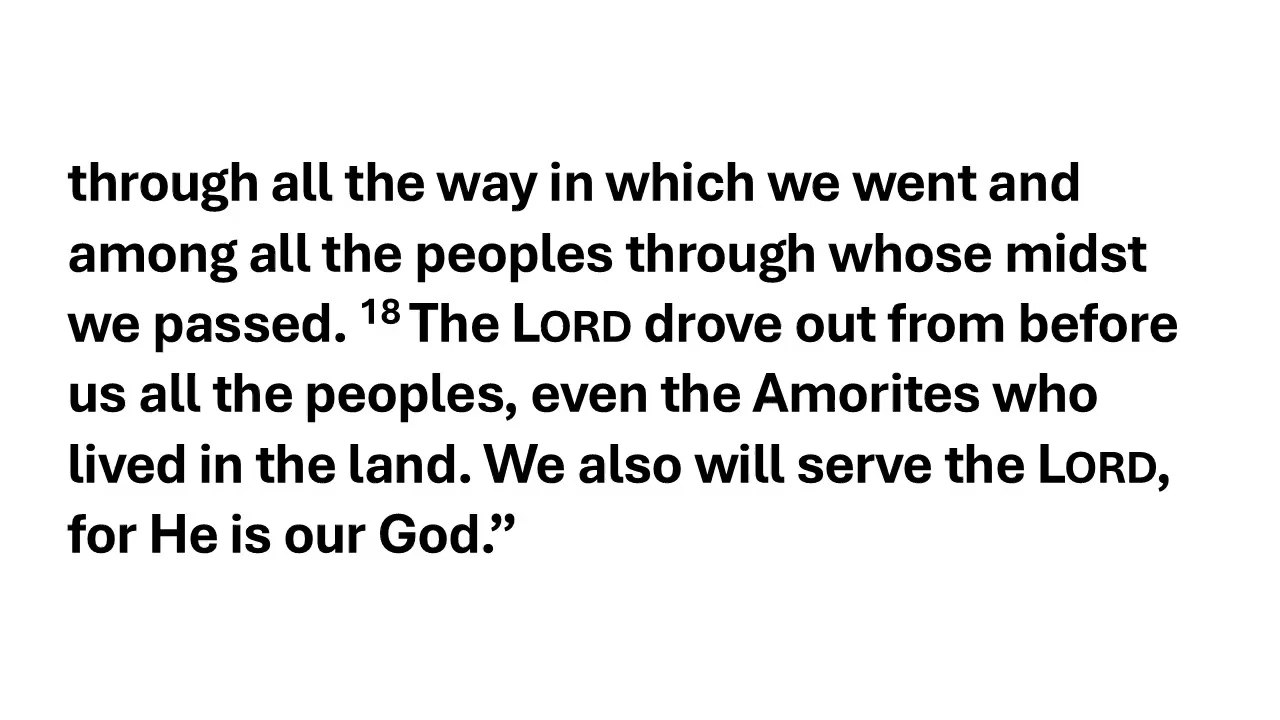 through all the way in which we went and
among all the peoples through whose midst
we passed. 18 The LORD drove out from before
us all the peoples, even the Amorites who
lived in the land. We also will serve the LORD,
for He is our God.”